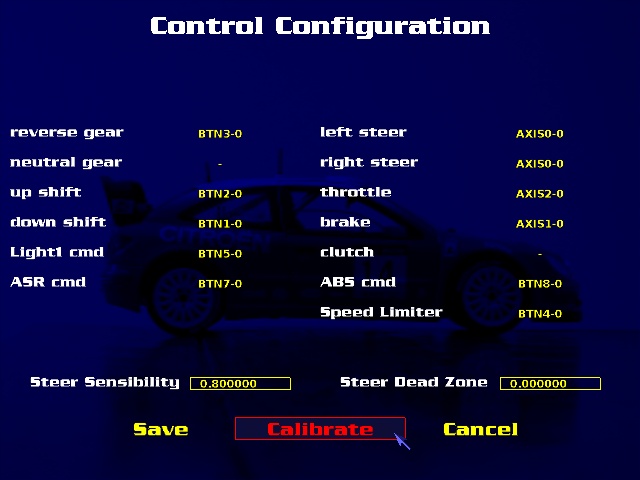 Control Configuration
reverse gear BTN3-0 left steer AXIS0-0
neutral gear - right steer AXIS0-0
up shift BTN2-0 throttle AXIS2-0
down shift BTN1-0 brake AXIS1-0
Light1 cmd BTN5-0 clutch -
ASR cmd BTN7-0 ABS cmd BTN8-0
Speed Limiter BTN4-0
Steer Sensibility 0.800000 Steer Dead Zone 0.000000
Save Calibrate Cancel
CITROËN